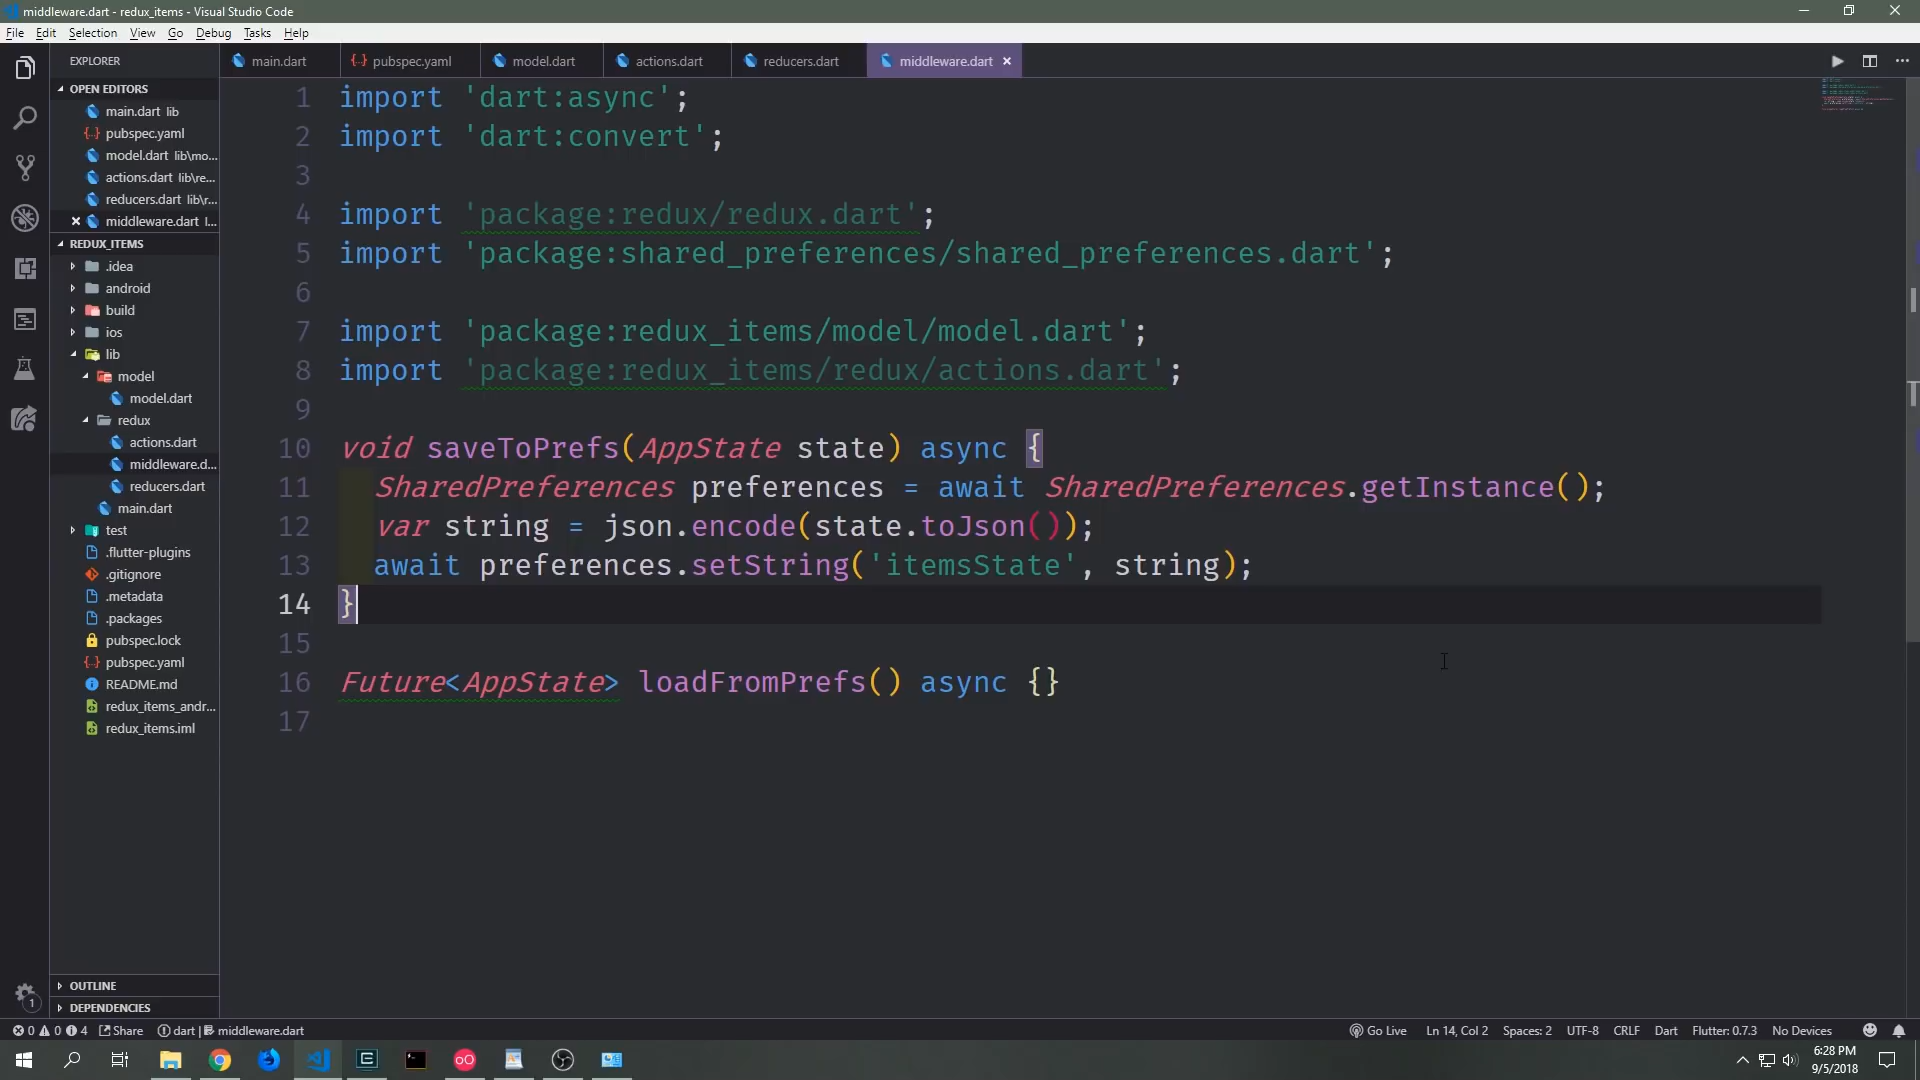 middleware.dart - redux_items - Visual Studio Code
File Edit Selection View Go Debug Tasks Help
EXPLORER
OPEN EDITORS
main.dart lib
pubspec.yaml
model.dart lib\mo...
actions.dart lib\re...
reducers.dart lib\r...
middleware.dart l...
REDUX_ITEMS
.idea
android
build
ios
lib
model
model.dart
redux
actions.dart
middleware.d...
reducers.dart
main.dart
test
.flutter-plugins
.gitignore
.metadata
.packages
pubspec.lock
pubspec.yaml
README.md
redux_items_andr...
redux_items.iml
OUTLINE
DEPENDENCIES
main.dart pubspec.yaml model.dart actions.dart reducers.dart middleware.dart
1 import 'dart:async';
2 import 'dart:convert';
3
4 import 'package:redux/redux.dart';
5 import 'package:shared_preferences/shared_preferences.dart';
6
7 import 'package:redux_items/model/model.dart';
8 import 'package:redux_items/redux/actions.dart';
9
10 void saveToPrefs(AppState state) async {
11 SharedPreferences preferences = await SharedPreferences.getInstance();
12 var string = json.encode(state.toJson());
13 await preferences.setString('itemsState', string);
14 }
15
16 Future<AppState> loadFromPrefs() async {}
17
1
0 0 4 Share dart | middleware.dart Go Live Ln 14, Col 2 Spaces: 2 UTF-8 CRLF Dart Flutter: 0.7.3 No Devices
6:28 PM
9/5/2018